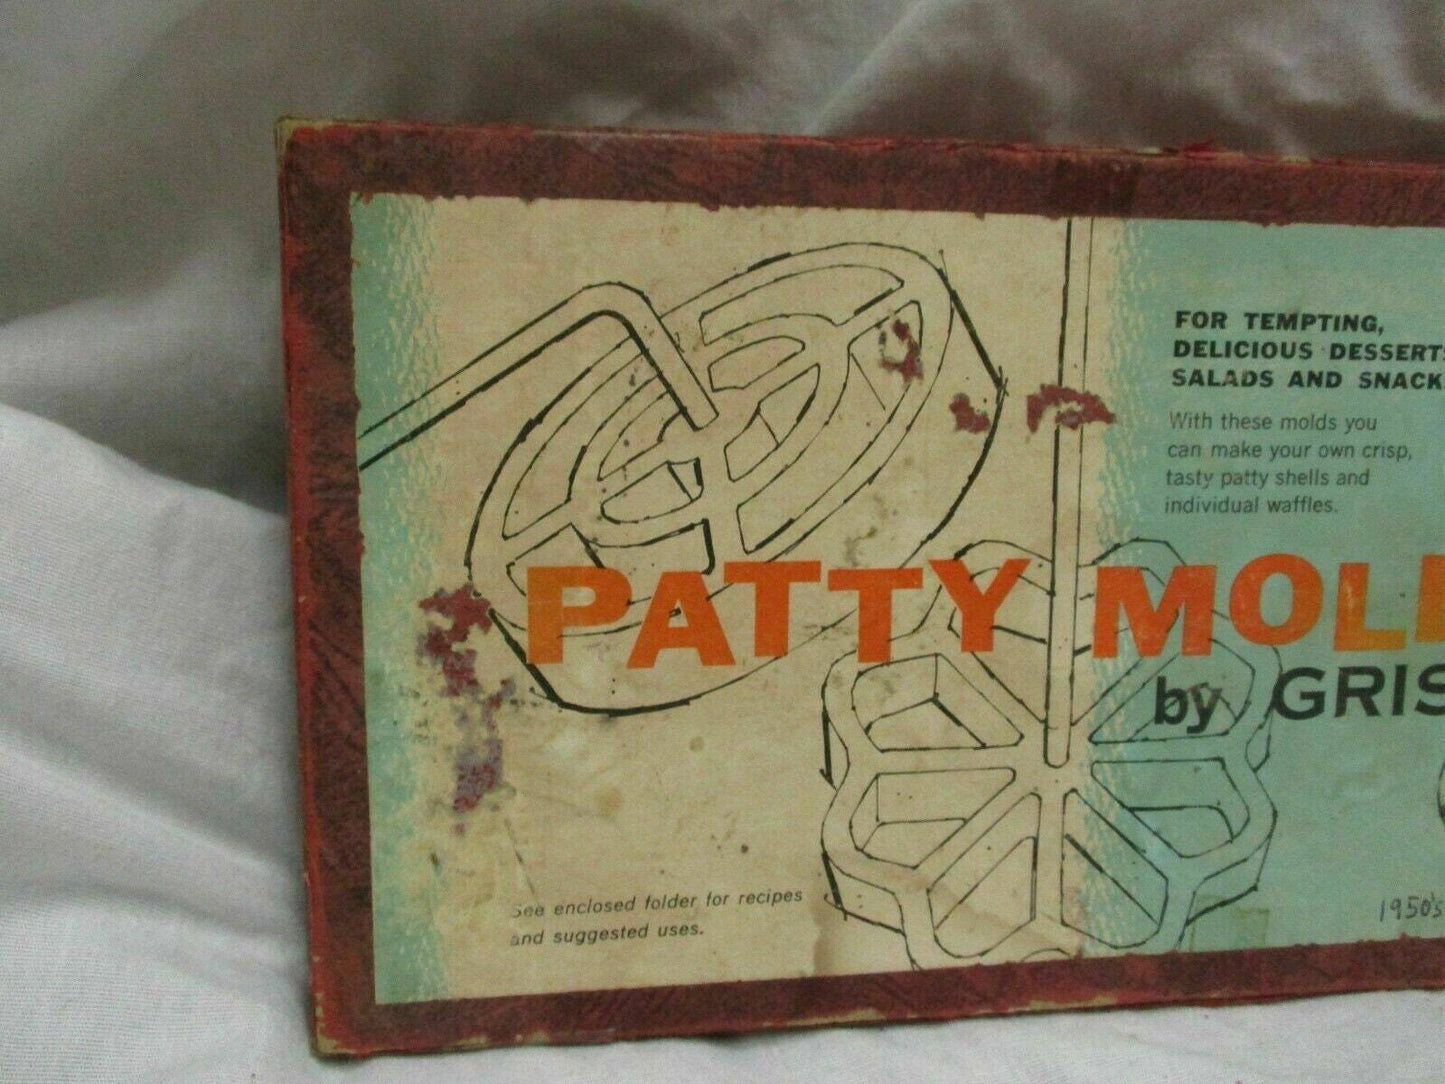 FOR TEMPTING,
DELICIOUS DESSERTS
SALADS AND SNACK
With these molds you
can make your own crisp,
tasty patty shells and
individual waffles.
PATTY MOL
by GRIS
See enclosed folder for recipes
and suggested uses.
1950's